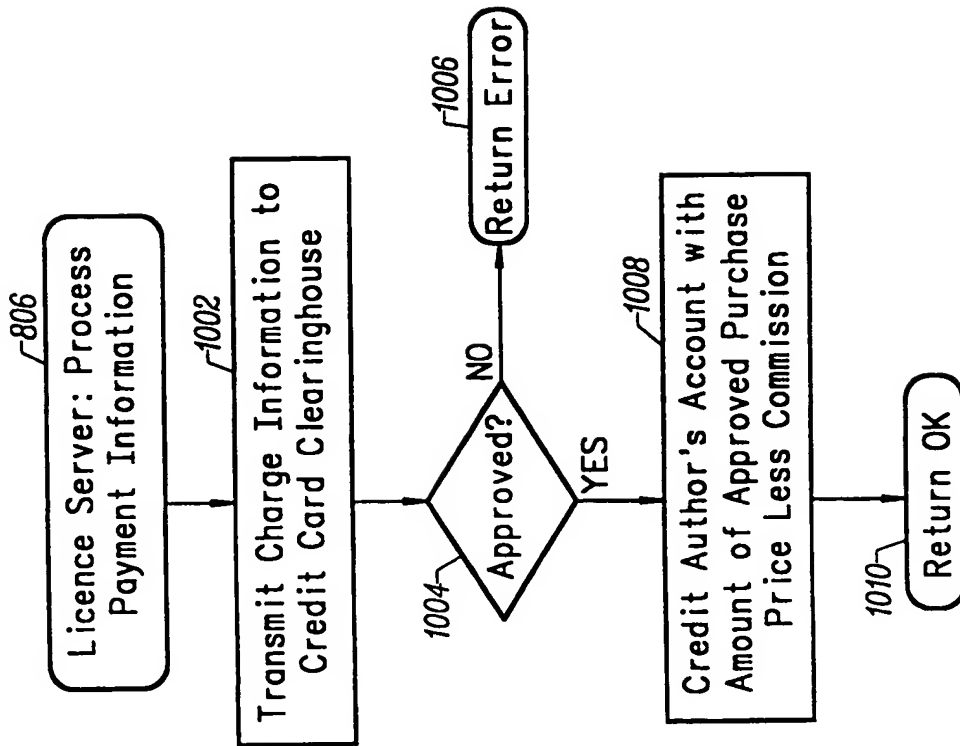 806
Licence Server: Process
Payment Information
1002
Transmit Charge Information to
Credit Card Clearinghouse
1004
Approved?
NO
1006
Return Error
YES
1008
Credit Author's Account with
Amount of Approved Purchase
Price Less Commission
1010
Return OK